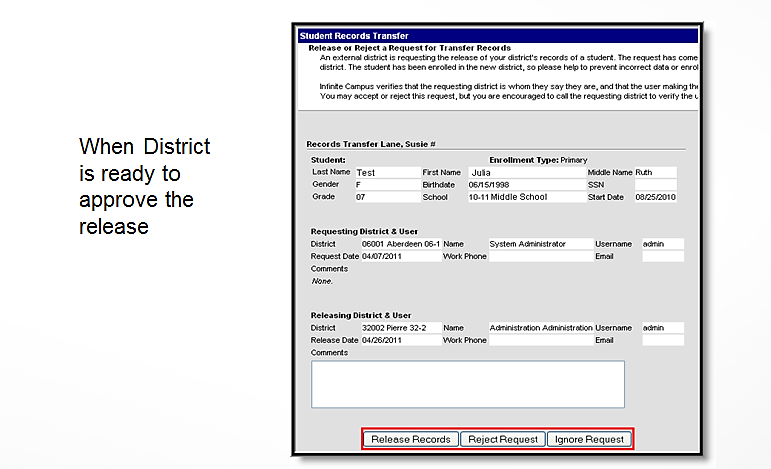 When District
is ready to
approve the
release
Student Records Transfer
Release or Reject a Request for Transfer Records
An external district is requesting the release of your district's records of a student. The request has come
district. The student has been enrolled in the new district, so please help to prevent incorrect data or enrol
Infinite Campus verifies that the requesting district is whom they say they are, and that the user making the
You may accept or reject this request, but you are encouraged to call the requesting district to verify the u
Records Transfer Lane, Susie #
Student: Enrollment Type: Primary
Last Name Test First Name Julia Middle Name Ruth
Gender F Birthdate 06/15/1998 SSN
Grade 07 School 10-11 Middle School Start Date 08/25/2010
Requesting District & User
District 06001 Aberdeen 06-1 Name System Administrator Username admin
Request Date 04/07/2011 Work Phone Email
Comments
None.
Releasing District & User
District 32002 Pierre 32-2 Name Administration Administration Username admin
Release Date 04/26/2011 Work Phone Email
Comments
Release Records Reject Request Ignore Request